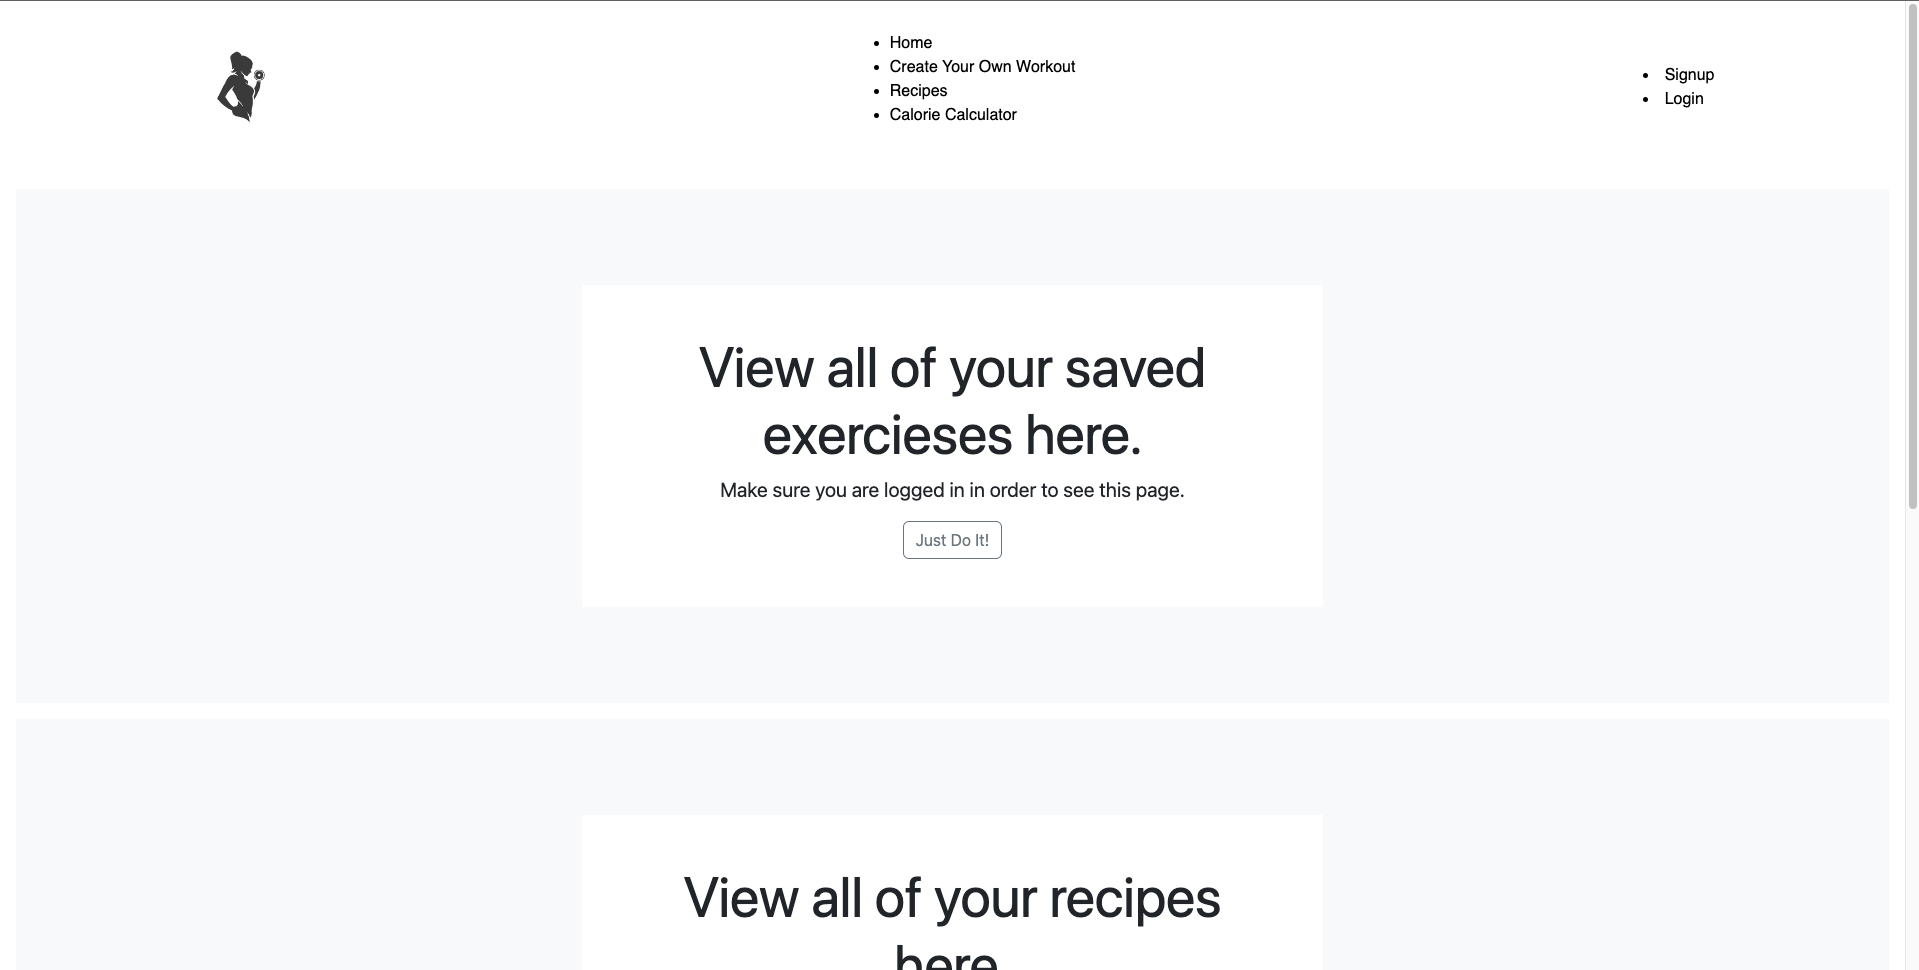 Home
Create Your Own Workout
Recipes
Calorie Calculator
Signup
Login
View all of your saved
exercieses here.
Make sure you are logged in in order to see this page.
Just Do It!
View all of your recipes
here